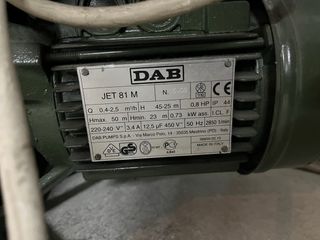 DAB
JET 81 M N.
Q 0.4-2,5 m³/h H 45-25 m 0,8 HP IP 44
Hmax. 50 m Hmin. 23 m 0,73 kW ass. I.CL. F
220-240 V~ 3,4 A 12,5 µF 450 V~ 50 Hz 2850 1/min
DAB PUMPS S.p.A. - Via Marco Polo, 14 - 35035 Mestrino (PD) - Italy
MADE IN ITALY